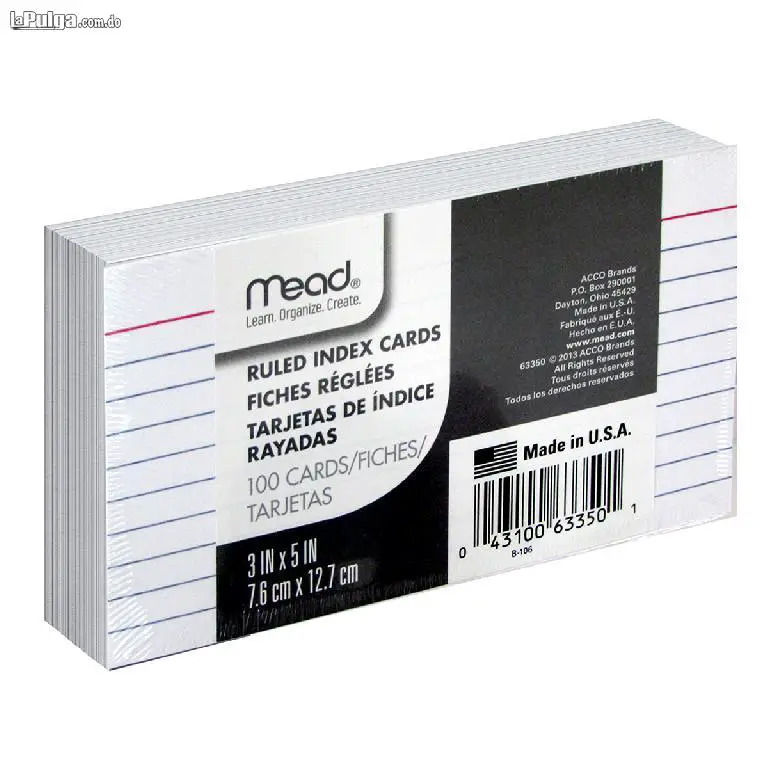 laPulga.com.do
mead®
Learn. Organize. Create.
RULED INDEX CARDS
FICHES RÉGLÉES
TARJETAS DE ÍNDICE
RAYADAS
100 CARDS/FICHES/
TARJETAS
3 IN X 5 IN
7.6 cm X 12.7 cm
ACCO Brands
P.O. Box 290001
Dayton, Ohio 45429
Made in U.S.A.
Fabriqué aux É.-U.
Hecho en E.U.A.
www.mead.com
63350 © 2013 ACCO Brands
All Rights Reserved
Tous droits réservés
Todos los derechos reservados
Made in U.S.A.
0 43100 63350 1
B-106